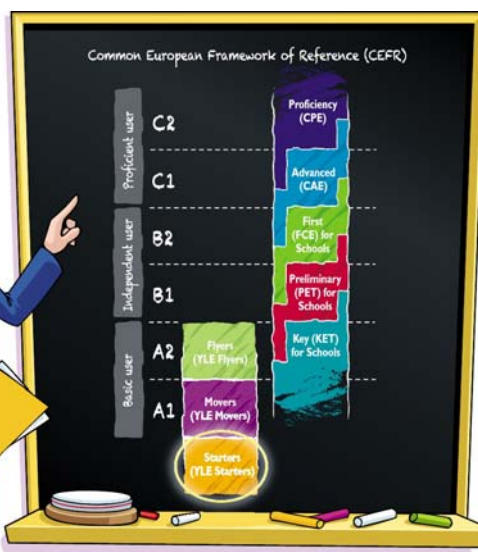 Common European Framework of Reference (CEFR)
Proficient user
C2
C1
Independent user
B2
B1
Basic user
A2
A1
Proficiency
(CPE)
Advanced
(CAE)
First
(FCE) for
Schools
Preliminary
(PET) for
Schools
Key (KET)
for Schools
Flyers
(YLE Flyers)
Movers
(YLE Movers)
Starters
(YLE Starters)